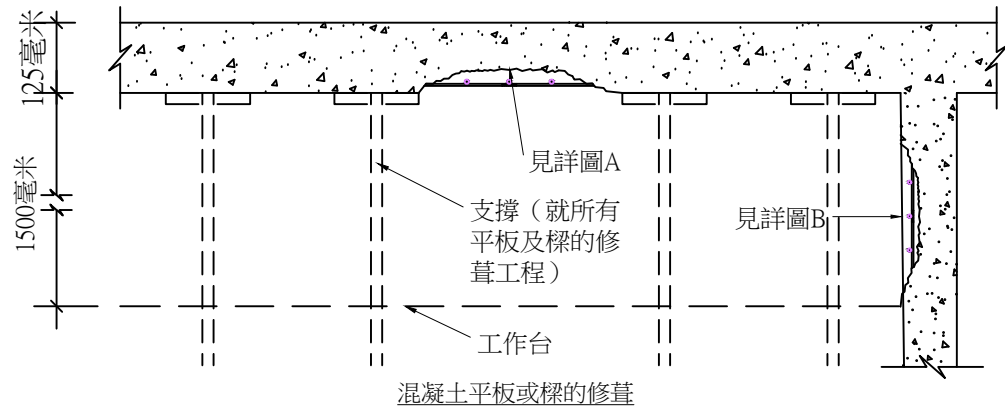 125毫米
見詳圖A
1500毫米
支撐（就所有
平板及樑的修
葺工程）
見詳圖B
工作台
混凝土平板或樑的修葺